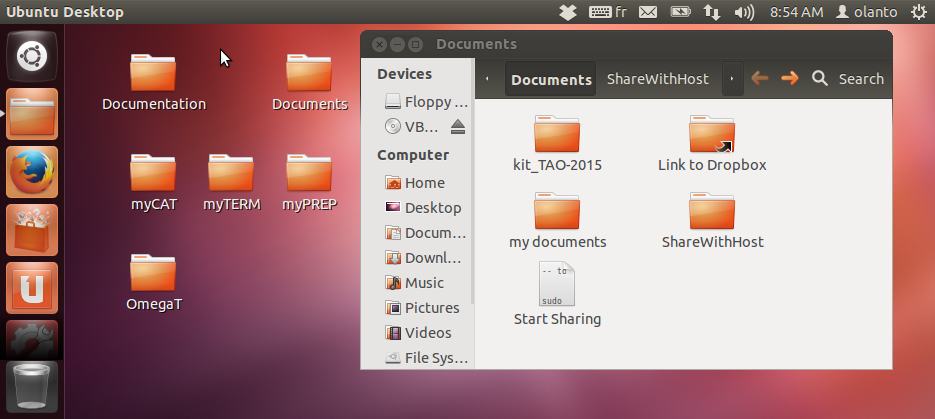 Ubuntu Desktop
fr
8:54 AM
olanto
Documentation
Documents
myCAT
myTERM
myPREP
OmegaT
Documents
Devices
Floppy ...
VB...
Computer
Home
Desktop
Docum...
Downl...
Music
Pictures
Videos
File Sys...
Documents
ShareWithHost
Search
kit_TAO-2015
Link to Dropbox
my documents
ShareWithHost
-- to
sudo
Start Sharing